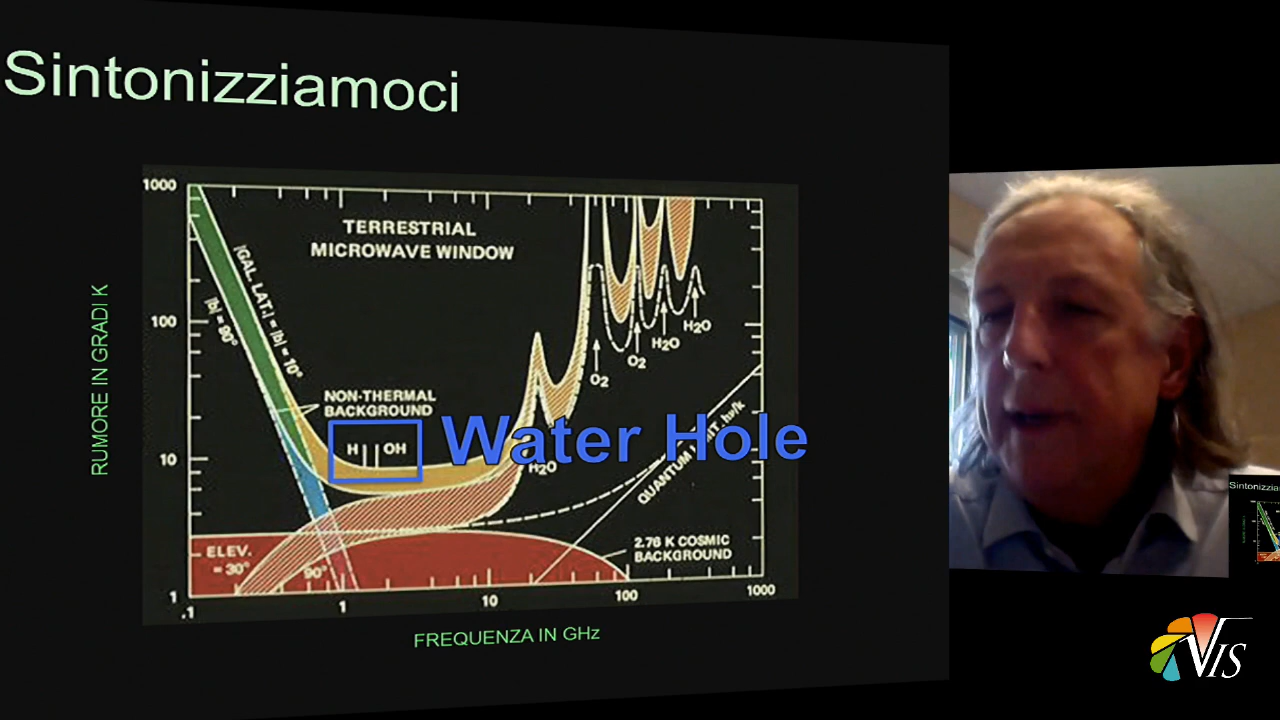 Sintonizziamoci
1000
TERRESTRIAL
MICROWAVE WINDOW
|GAL. LAT.| = |b| = 10°
|b| = 90°
RUMORE IN GRADI K
100
O2
O2
H2O
H2O
NON-THERMAL
BACKGROUND
H OH
Water Hole
10
H2O
QUANTUM LIMIT, hν/k
ELEV.
= 30°
90°
2.76 K COSMIC
BACKGROUND
1
.1
1
10
100
1000
FREQUENZA IN GHz
VIS